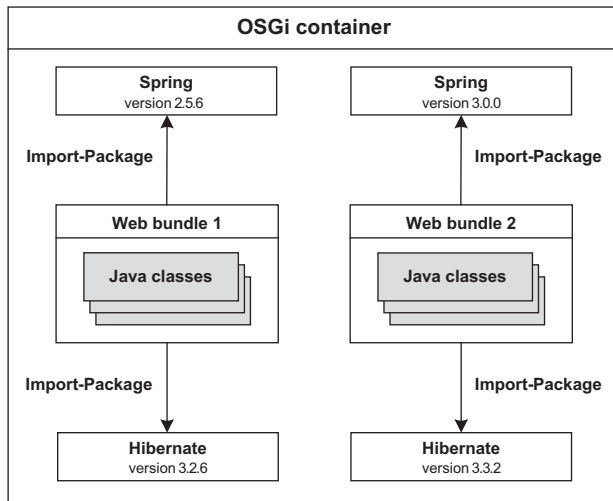 OSGi container
Spring
version 2.5.6
Spring
version 3.0.0
Import-Package
Import-Package
Web bundle 1
Web bundle 2
Java classes
Java classes
Import-Package
Import-Package
Hibernate
version 3.2.6
Hibernate
version 3.3.2